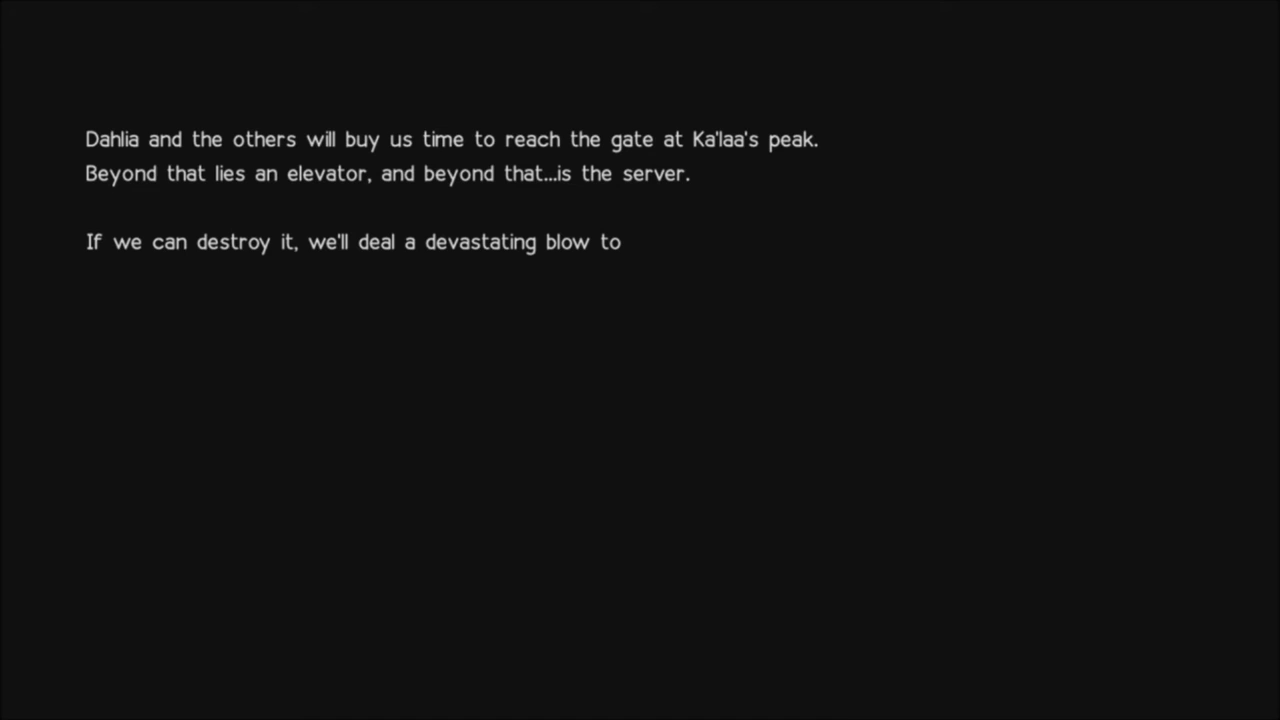 Dahlia and the others will buy us time to reach the gate at Ka'laa's peak.
Beyond that lies an elevator, and beyond that...is the server.
If we can destroy it, we'll deal a devastating blow to